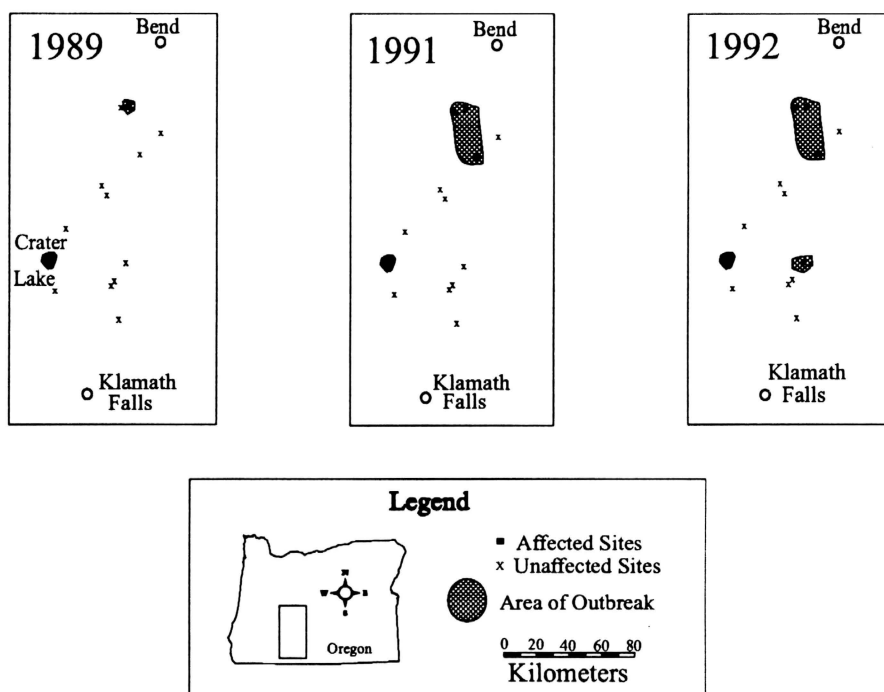 1989
Bend
Crater
Lake
Klamath
Falls
1991
Bend
Klamath
Falls
1992
Bend
Klamath
Falls
Legend
N
W
E
S
Oregon
Affected Sites
x Unaffected Sites
Area of Outbreak
0 20 40 60 80
Kilometers